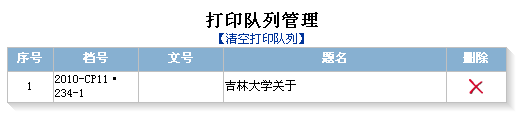 打印队列管理
【清空打印队列】
序号 档号 文号 题名 删除
1 2010-CP11·234-1 吉林大学关于